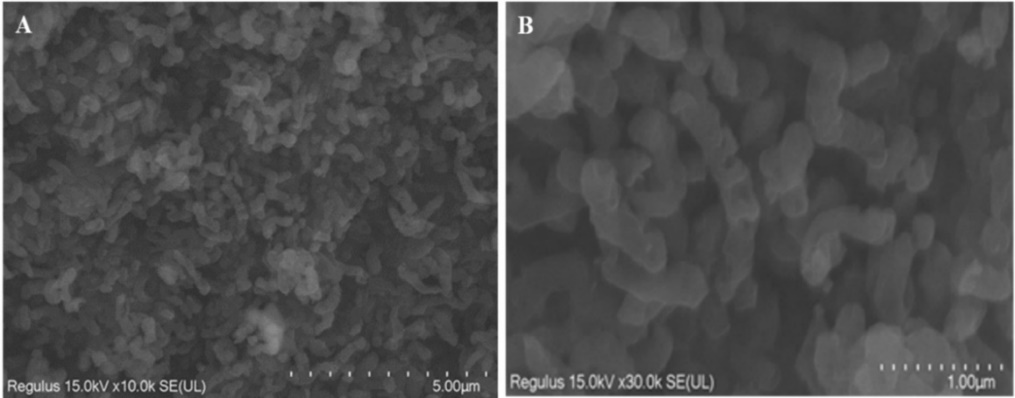 A
B
Regulus 15.0kV x10.0k SE(UL)
5.00μm
Regulus 15.0kV x30.0k SE(UL)
1.00μm